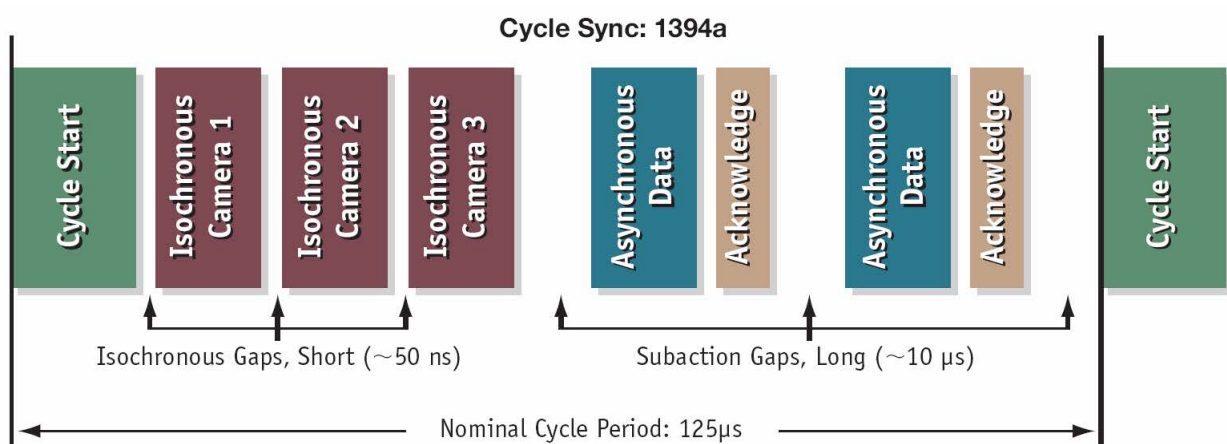 Cycle Sync: 1394a
Cycle Start
Isochronous
Camera 1
Isochronous
Camera 2
Isochronous
Camera 3
Asynchronous
Data
Acknowledge
Asynchronous
Data
Acknowledge
Cycle Start
Isochronous Gaps, Short (~50 ns)
Subaction Gaps, Long (~10 µs)
Nominal Cycle Period: 125µs